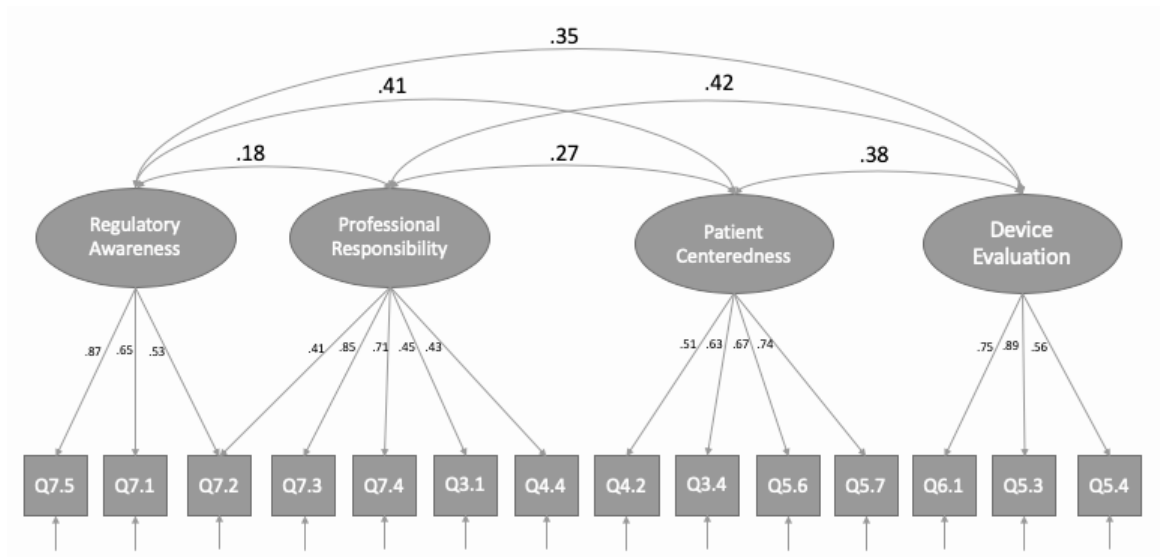 .35
.41
.42
.18
.27
.38
Regulatory
Awareness
Professional
Responsibility
Patient
Centeredness
Device
Evaluation
.87 .65 .53
.41 .85 .71 .45 .43
.51 .63 .67 .74
.75 .89 .56
Q7.5 Q7.1 Q7.2 Q7.3 Q7.4 Q3.1 Q4.4 Q4.2 Q3.4 Q5.6 Q5.7 Q6.1 Q5.3 Q5.4